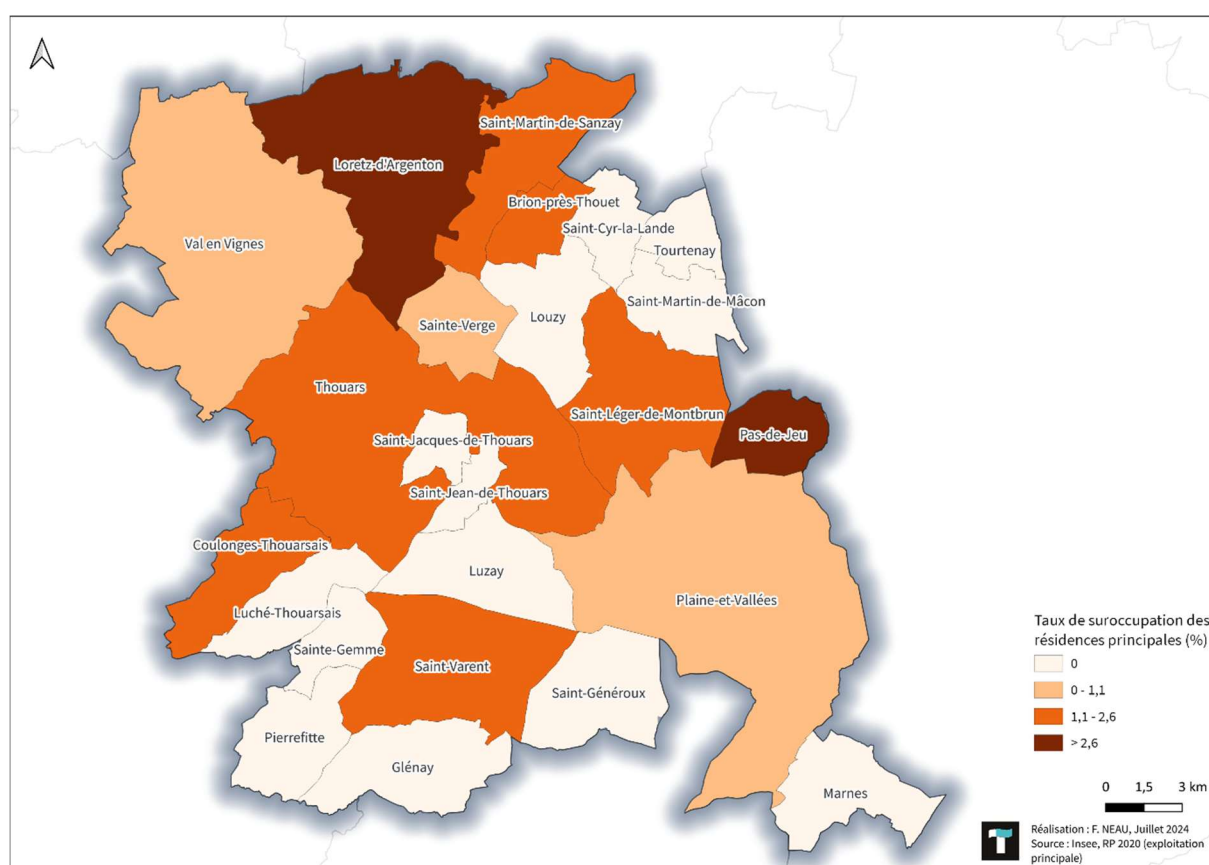 Saint-Martin-de-Sanzay
Loretz-d'Argenton
Brion-près-Thouet
Saint-Cyr-la-Lande
Val en Vignes
Tourtenay
Saint-Martin-de-Mâcon
Louzy
Sainte-Verge
Thouars
Saint-Léger-de-Montbrun
Pas-de-Jeu
Saint-Jacques-de-Thouars
Saint-Jean-de-Thouars
Coulonges-Thouarsais
Luzay
Plaine-et-Vallées
Luché-Thouarsais
Sainte-Gemme
Saint-Varent
Saint-Généroux
Pierrefitte
Glénay
Marnes
Taux de suroccupation des
résidences principales (%)
0
0 - 1,1
1,1 - 2,6
> 2,6
0 1,5 3 km
T
Réalisation : F. NEAU, Juillet 2024
Source : Insee, RP 2020 (exploitation
principale)